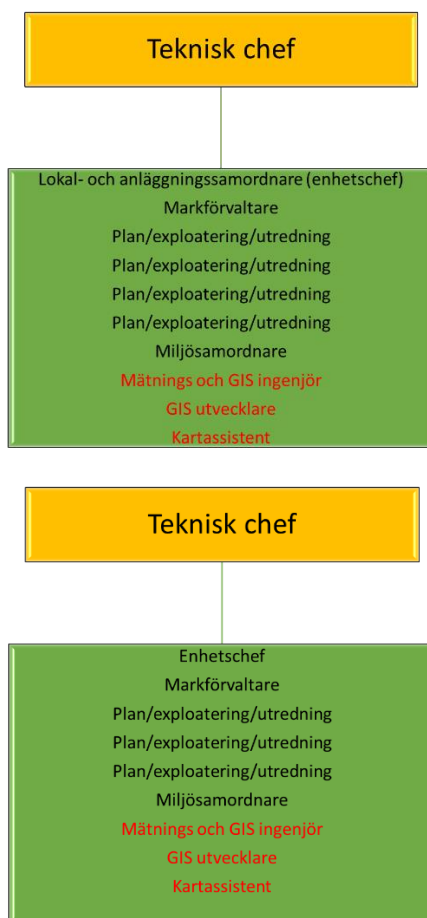 Teknisk chef
Lokal- och anläggningssamordnare (enhetschef)
Markförvaltare
Plan/exploatering/utredning
Plan/exploatering/utredning
Plan/exploatering/utredning
Plan/exploatering/utredning
Miljösamordnare
Mätnings och GIS ingenjör
GIS utvecklare
Kartassistent
Teknisk chef
Enhetschef
Markförvaltare
Plan/exploatering/utredning
Plan/exploatering/utredning
Plan/exploatering/utredning
Miljösamordnare
Mätnings och GIS ingenjör
GIS utvecklare
Kartassistent